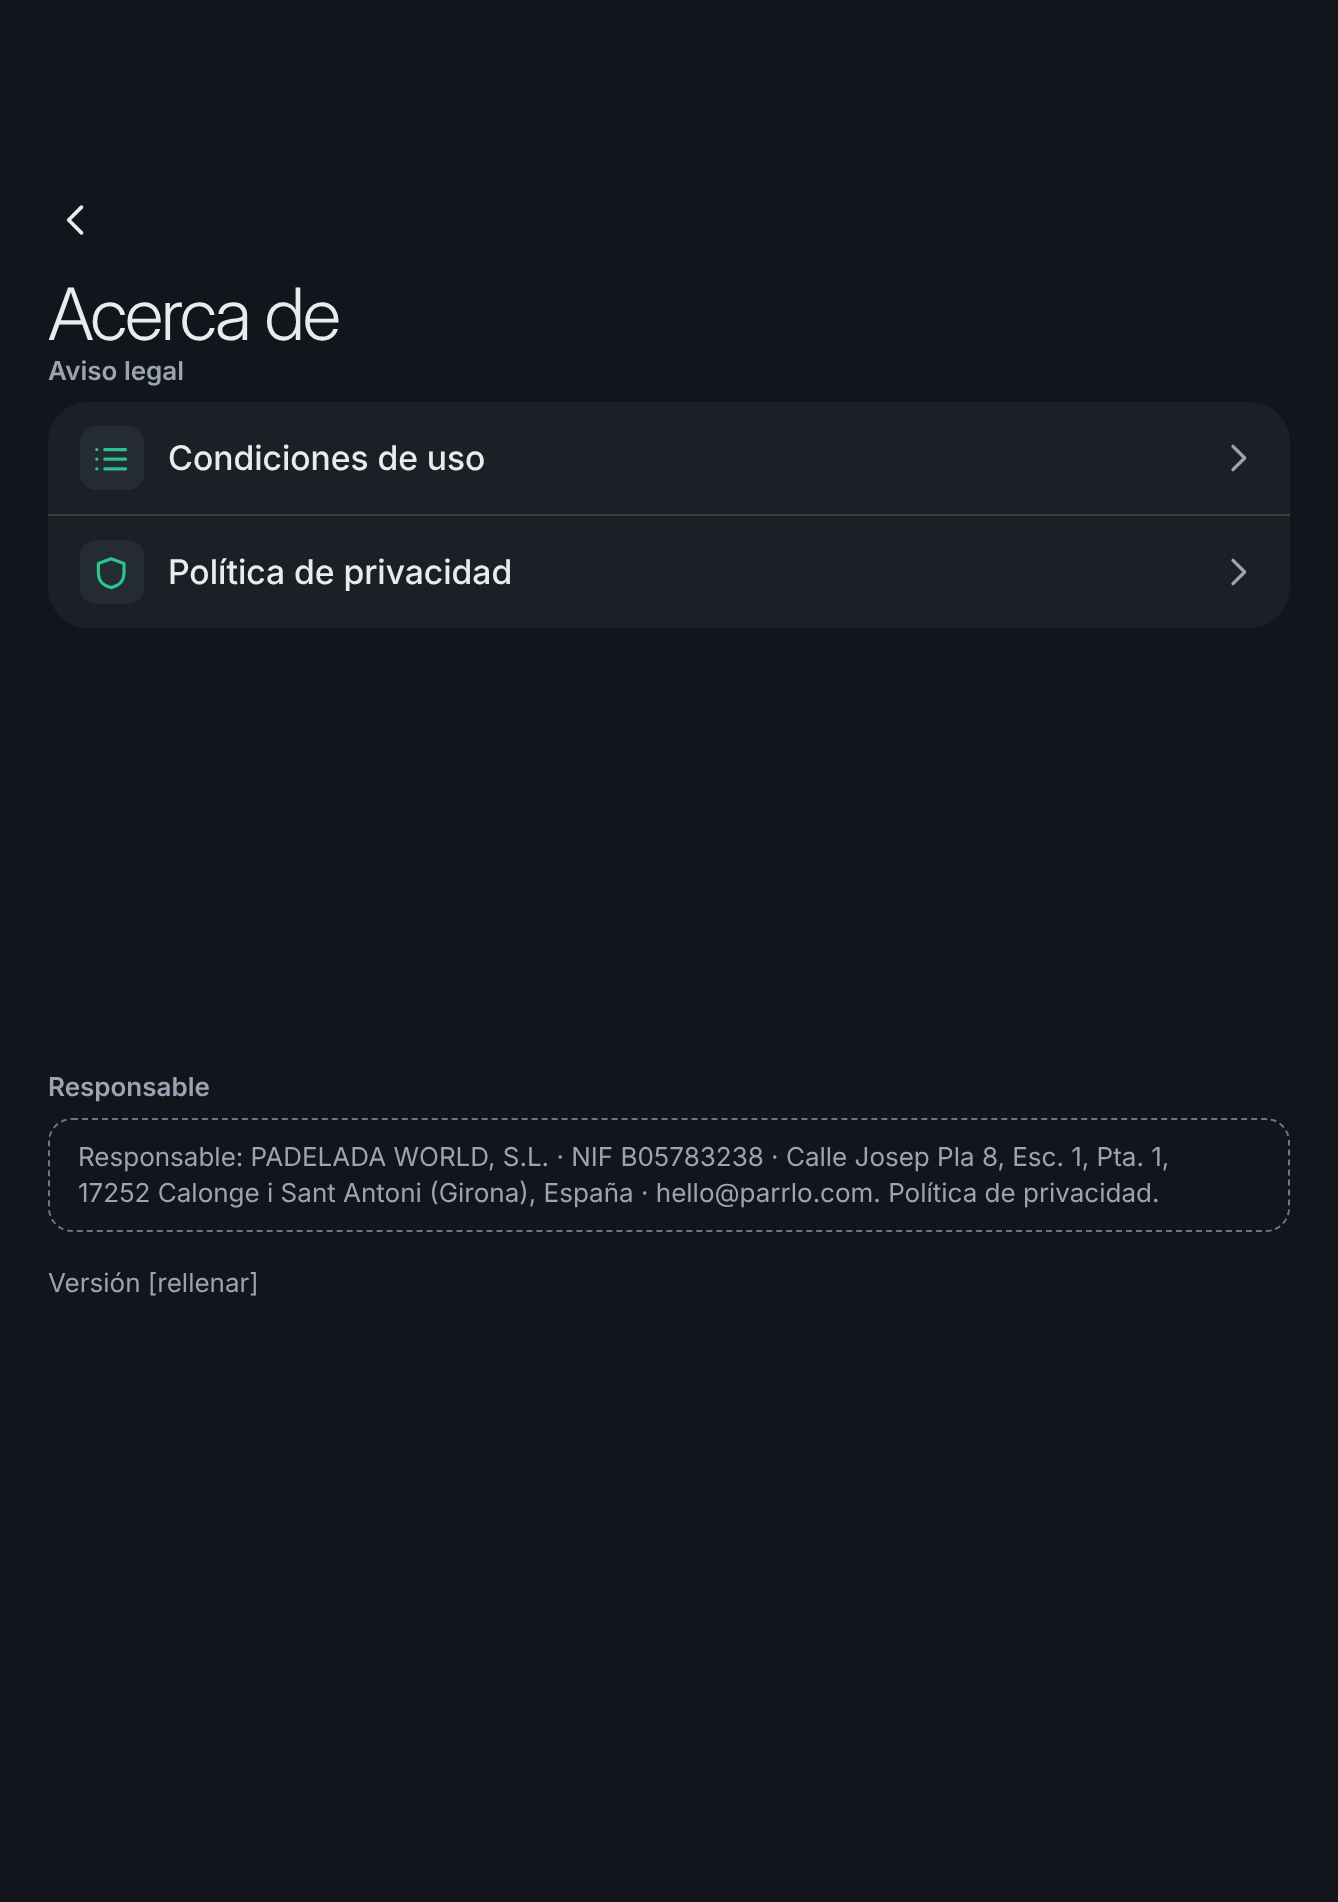 Acerca de
Aviso legal
Condiciones de uso
Política de privacidad
Responsable
Responsable: PADELADA WORLD, S.L. · NIF B05783238 · Calle Josep Pla 8, Esc. 1, Pta. 1,
17252 Calonge i Sant Antoni (Girona), España · hello@parrlo.com. Política de privacidad.
Versión [rellenar]